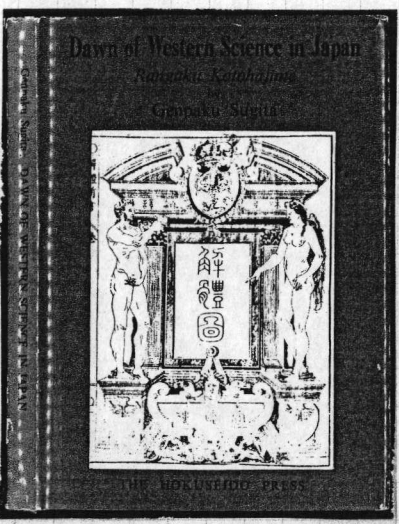 Dawn of Western Science in Japan
Rangaku Kotohajime
Genpaku Sugita
解
體
圖
THE HOKUSEIDO PRESS
Genpaku Sugita DAWN OF WESTERN SCIENCE IN JAPAN